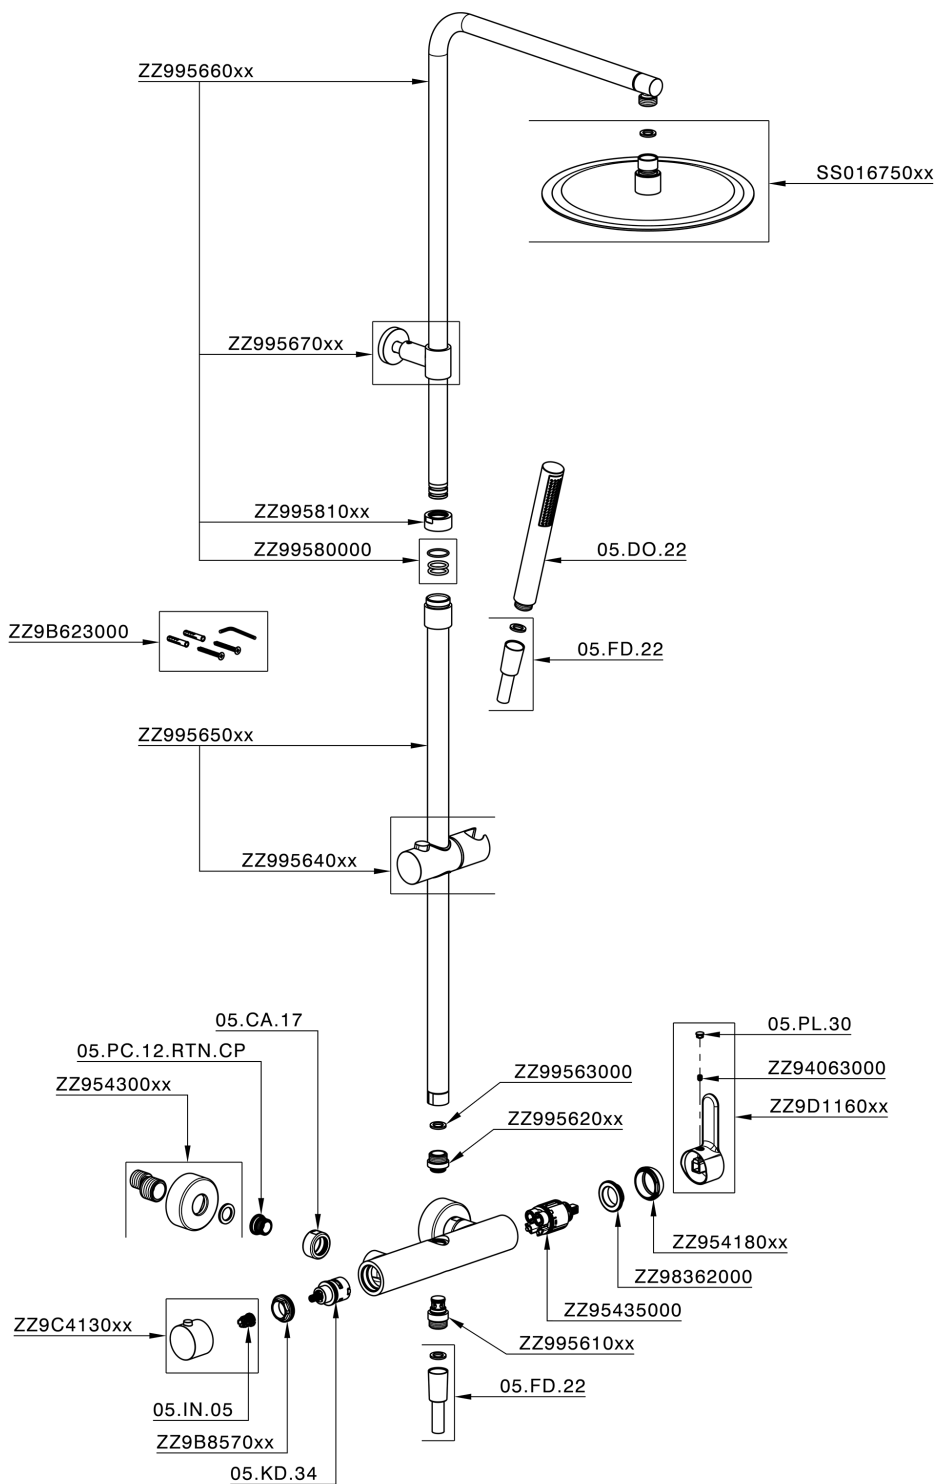 ZZ995660xx
SS016750xx
ZZ995670xx
ZZ995810xx
ZZ99580000
05.DO.22
ZZ9B623000
05.FD.22
ZZ995650xx
ZZ995640xx
05.CA.17
05.PL.30
05.PC.12.RTN.CP
ZZ99563000
ZZ94063000
ZZ954300xx
ZZ9D1160xx
ZZ995620xx
ZZ954180xx
ZZ98362000
ZZ95435000
ZZ9C4130xx
ZZ995610xx
05.FD.22
05.IN.05
ZZ9B8570xx
05.KD.34